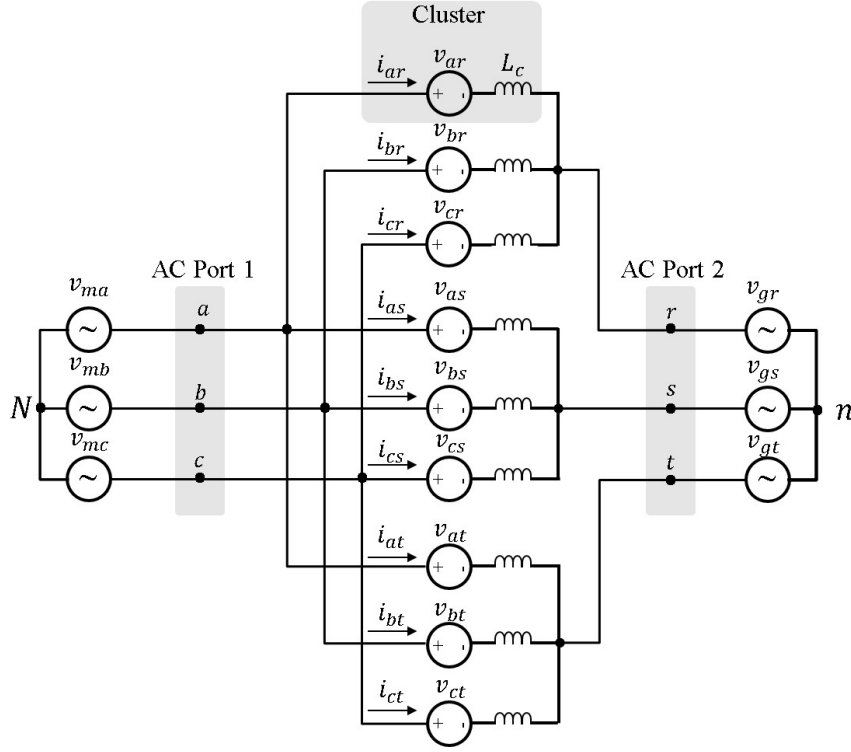 Cluster
i_ar v_ar L_c
i_br v_br
i_cr v_cr
AC Port 1
AC Port 2
v_ma a i_as v_as r v_gr
v_mb b i_bs v_bs s v_gs
N
n
v_mc c i_cs v_cs t v_gt
i_at v_at
i_bt v_bt
i_ct v_ct